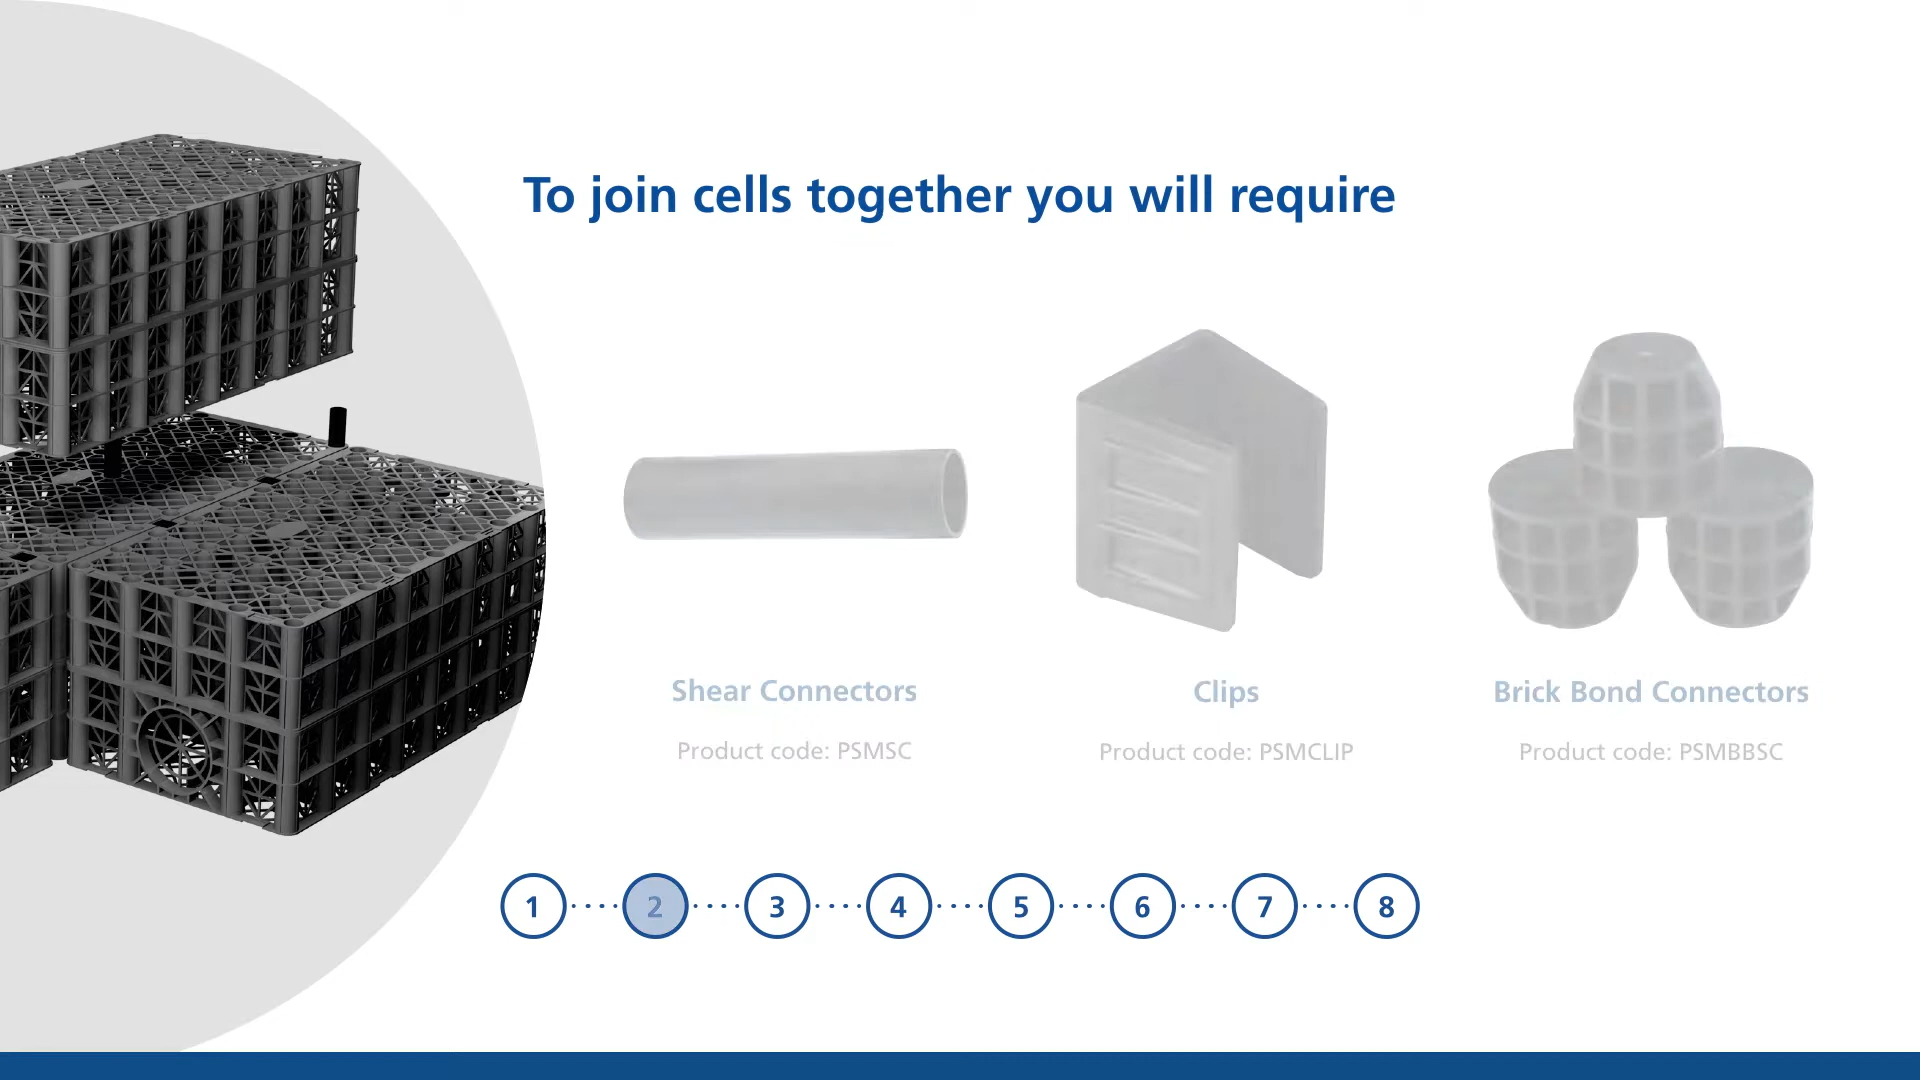 To join cells together you will require
Shear Connectors
Product code: PSMSC
Clips
Product code: PSMCLIP
Brick Bond Connectors
Product code: PSMBBSC
1 2 3 4 5 6 7 8